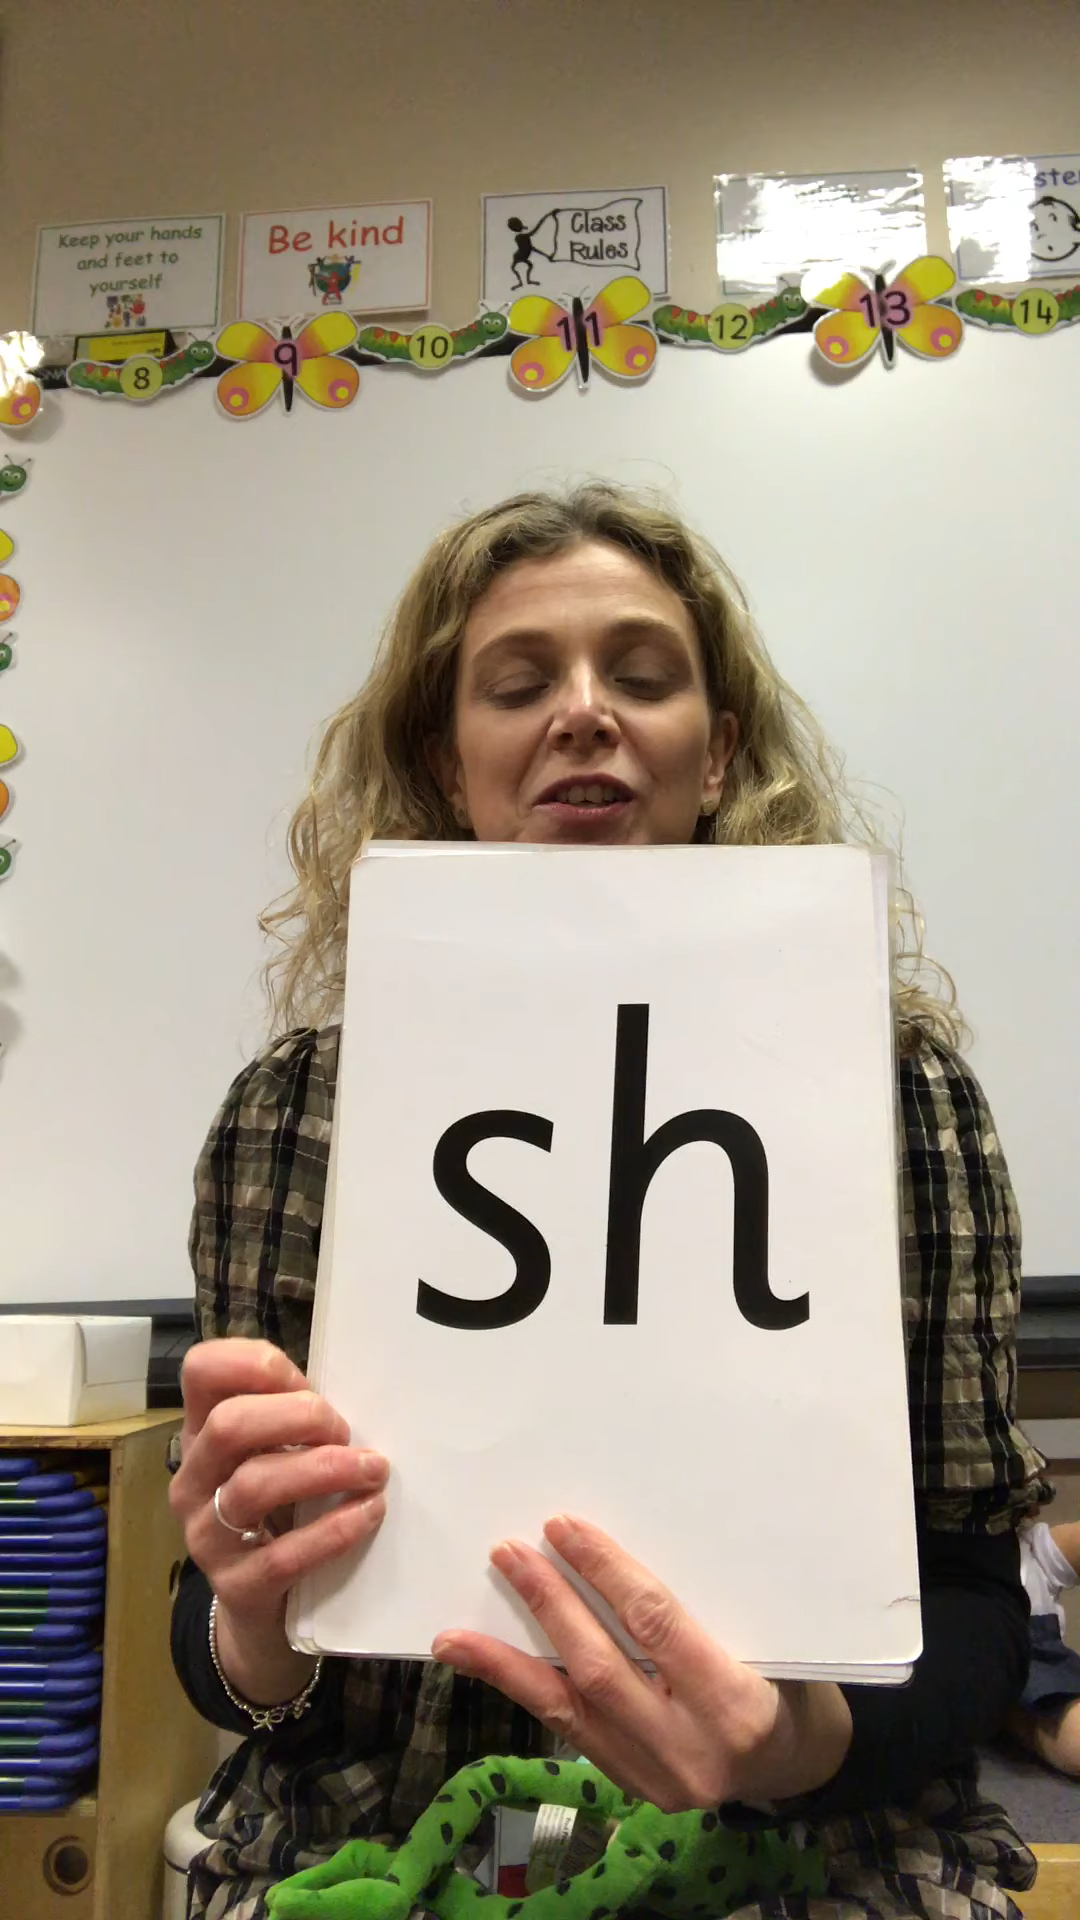 Keep your hands
and feet to
yourself
Be kind
Class
Rules
8
9
10
11
12
13
14
sh